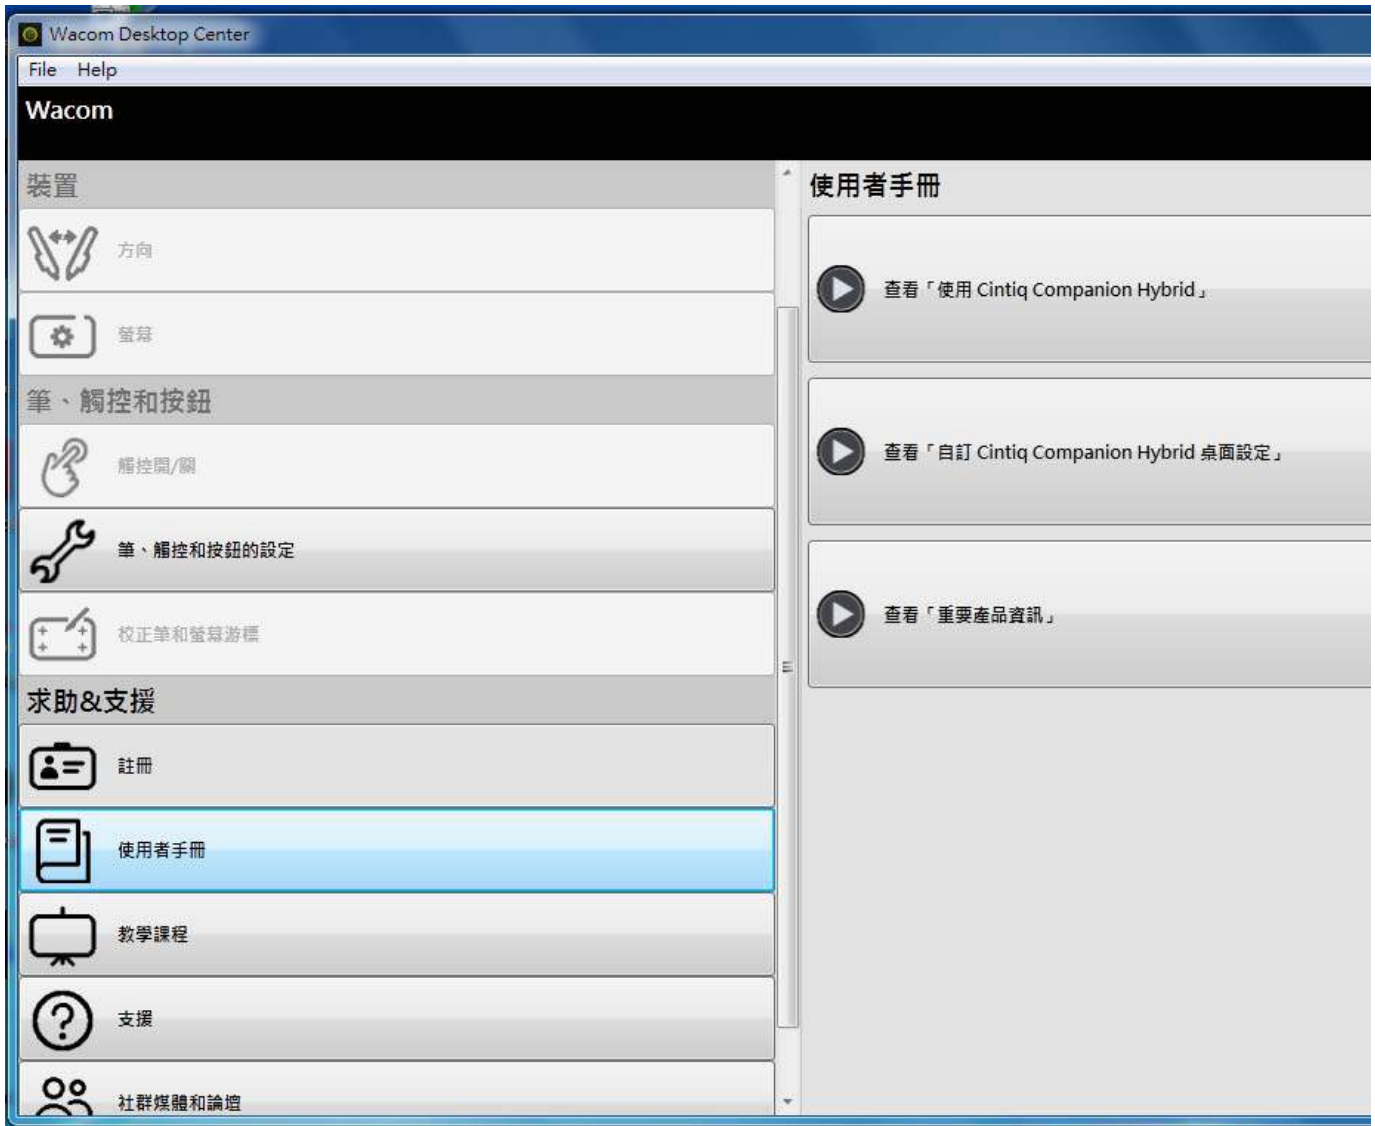 Wacom Desktop Center
File Help
Wacom
裝置
方向
螢幕
筆、觸控和按鈕
觸控開/關
筆、觸控和按鈕的設定
校正筆和螢幕游標
求助&支援
註冊
使用者手冊
教學課程
支援
社群媒體和論壇
使用者手冊
查看「使用 Cintiq Companion Hybrid」
查看「自訂 Cintiq Companion Hybrid 桌面設定」
查看「重要產品資訊」